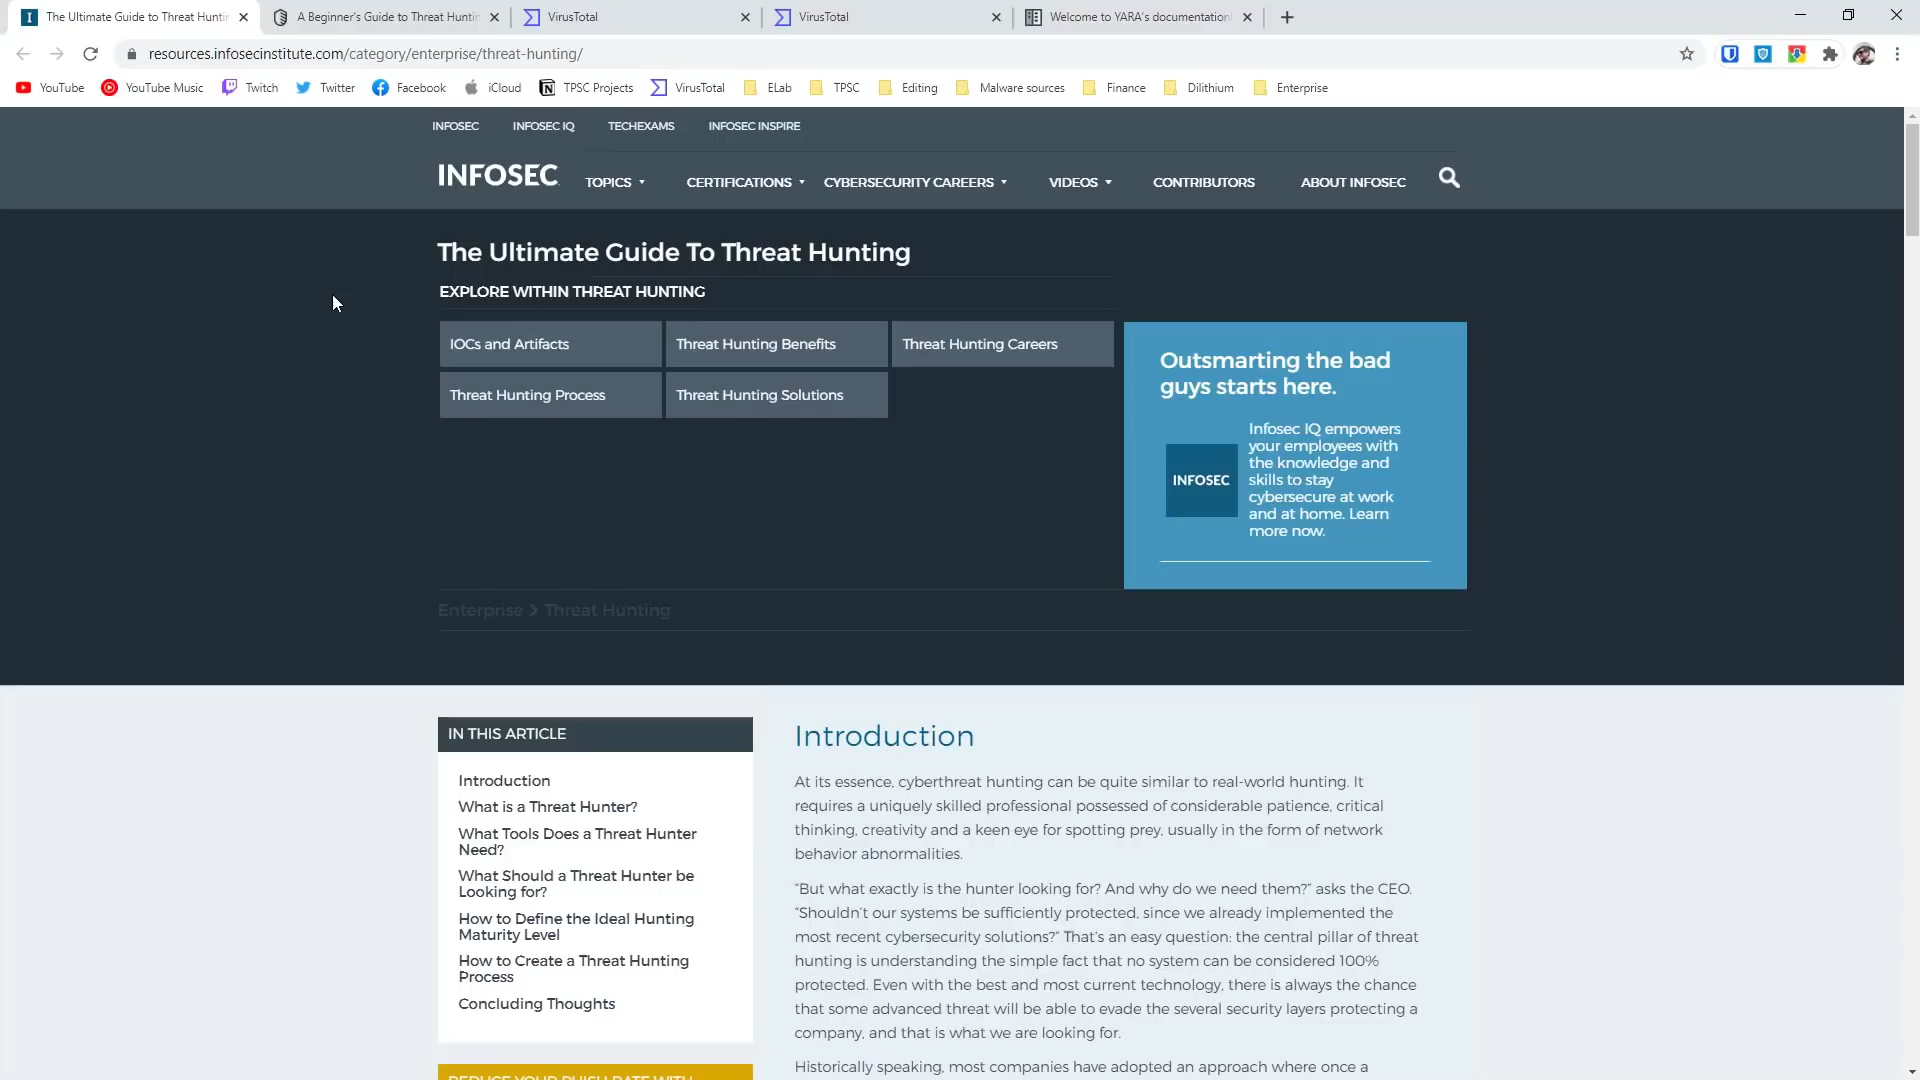 The Ultimate Guide to Threat Huntin
A Beginner's Guide to Threat Huntin
VirusTotal
VirusTotal
Welcome to YARA's documentation
resources.infosecinstitute.com/category/enterprise/threat-hunting/
YouTube
YouTube Music
Twitch
Twitter
Facebook
iCloud
TPSC Projects
VirusTotal
ELab
TPSC
Editing
Malware sources
Finance
Dilithium
Enterprise
INFOSEC
INFOSEC IQ
TECHEXAMS
INFOSEC INSPIRE
INFOSEC
TOPICS
CERTIFICATIONS
CYBERSECURITY CAREERS
VIDEOS
CONTRIBUTORS
ABOUT INFOSEC
The Ultimate Guide To Threat Hunting
EXPLORE WITHIN THREAT HUNTING
IOCs and Artifacts
Threat Hunting Benefits
Threat Hunting Careers
Threat Hunting Process
Threat Hunting Solutions
Outsmarting the bad
guys starts here.
INFOSEC
Infosec IQ empowers
your employees with
the knowledge and
skills to stay
cybersecure at work
and at home. Learn
more now.
Enterprise > Threat Hunting
IN THIS ARTICLE
Introduction
What is a Threat Hunter?
What Tools Does a Threat Hunter
Need?
What Should a Threat Hunter be
Looking for?
How to Define the Ideal Hunting
Maturity Level
How to Create a Threat Hunting
Process
Concluding Thoughts
REDUCE YOUR PHISH RATE WITH
Introduction
At its essence, cyberthreat hunting can be quite similar to real-world hunting. It
requires a uniquely skilled professional possessed of considerable patience, critical
thinking, creativity and a keen eye for spotting prey, usually in the form of network
behavior abnormalities.
“But what exactly is the hunter looking for? And why do we need them?” asks the CEO.
“Shouldn’t our systems be sufficiently protected, since we already implemented the
most recent cybersecurity solutions?” That’s an easy question: the central pillar of threat
hunting is understanding the simple fact that no system can be considered 100%
protected. Even with the best and most current technology, there is always the chance
that some advanced threat will be able to evade the several security layers protecting a
company, and that is what we are looking for.
Historically speaking, most companies have adopted an approach where once a